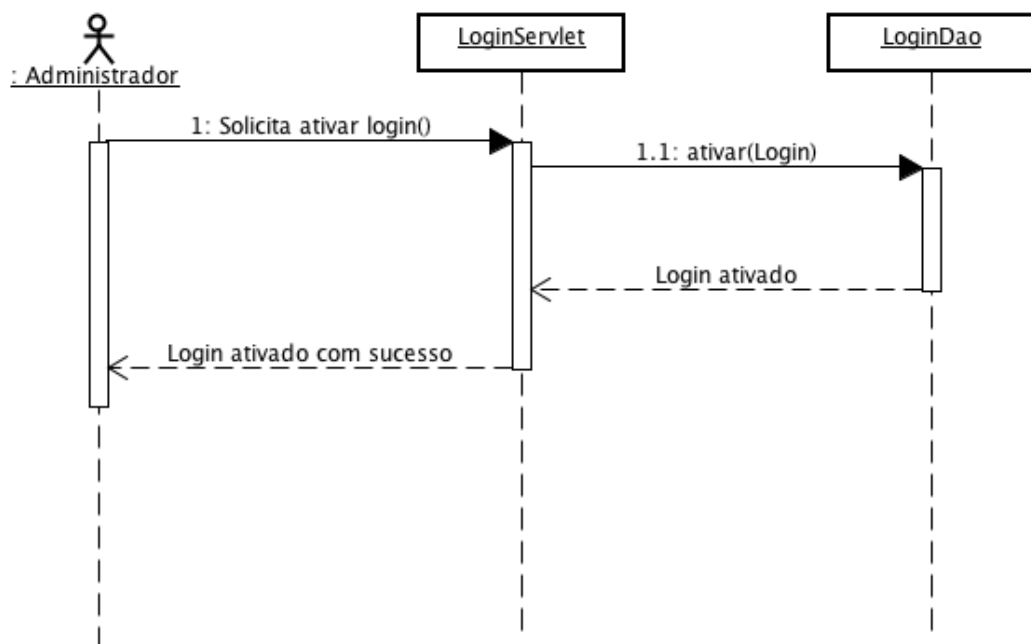 LoginServlet
LoginDao
: Administrador
1: Solicita ativar login()
1.1: ativar(Login)
Login ativado
Login ativado com sucesso